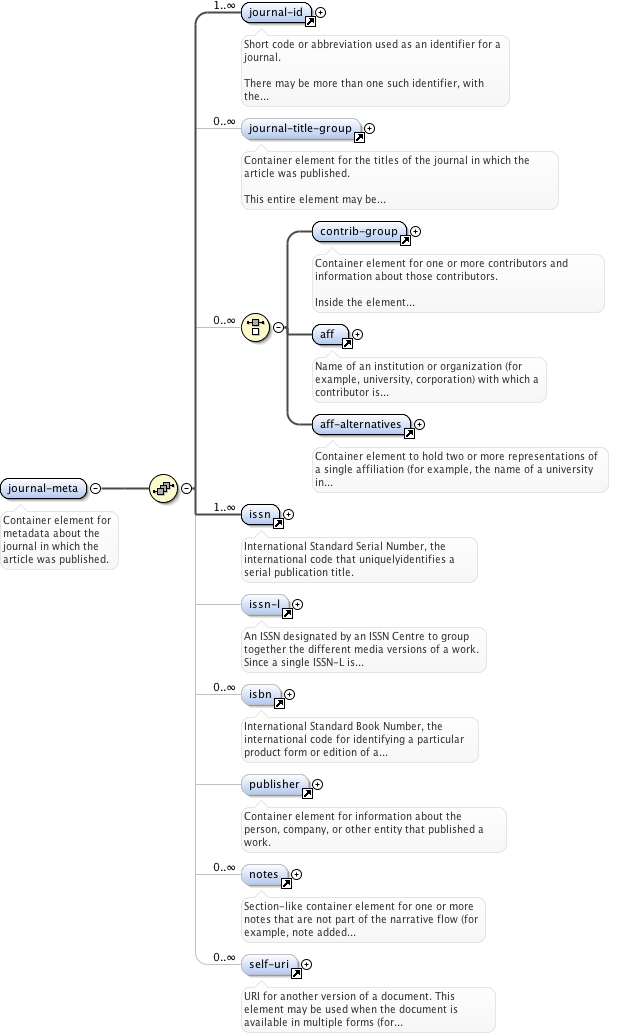 1..∞
journal-id
Short code or abbreviation used as an identifier for a
journal.
There may be more than one such identifier, with
the...
0..∞
journal-title-group
Container element for the titles of the journal in which the
article was published.
This entire element may be...
contrib-group
Container element for one or more contributors and
information about those contributors.
Inside the element...
0..∞
aff
Name of an institution or organization (for
example, university, corporation) with which a
contributor is...
aff-alternatives
Container element to hold two or more representations of
a single affiliation (for example, the name of a university
in...
journal-meta
Container element for
metadata about the
journal in which the
article was published.
1..∞
issn
International Standard Serial Number, the
international code that uniquelyidentifies a
serial publication title.
issn-l
An ISSN designated by an ISSN Centre to group
together the different media versions of a work.
Since a single ISSN-L is...
0..∞
isbn
International Standard Book Number, the
international code for identifying a particular
product form or edition of a...
publisher
Container element for information about the
person, company, or other entity that published a
work.
0..∞
notes
Section-like container element for one or more
notes that are not part of the narrative flow (for
example, note added...
0..∞
self-uri
URI for another version of a document. This
element may be used when the document is
available in multiple forms (for...